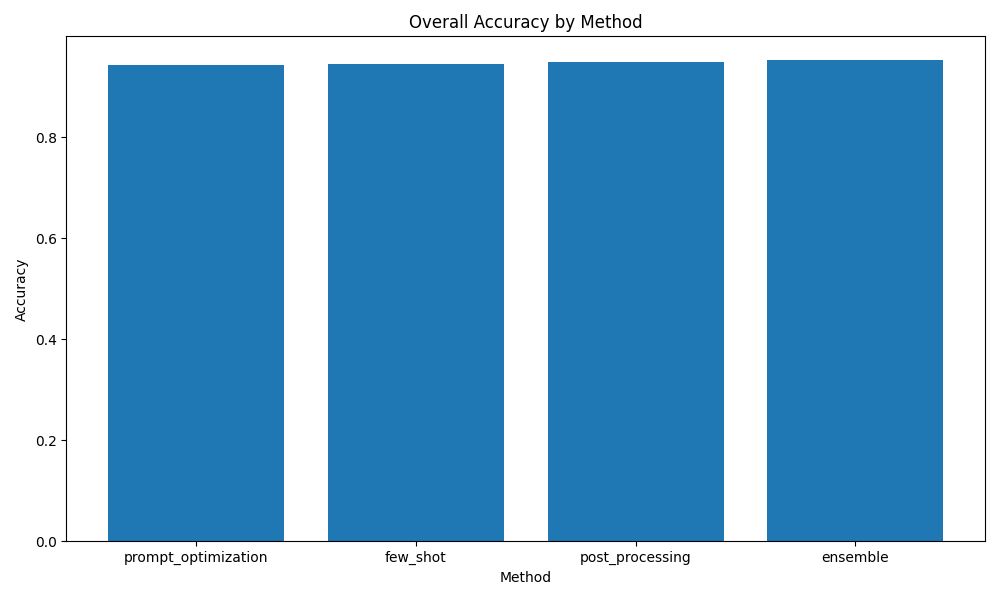 Overall Accuracy by Method
Accuracy
0.8
0.6
0.4
0.2
0.0
prompt_optimization
few_shot
post_processing
ensemble
Method